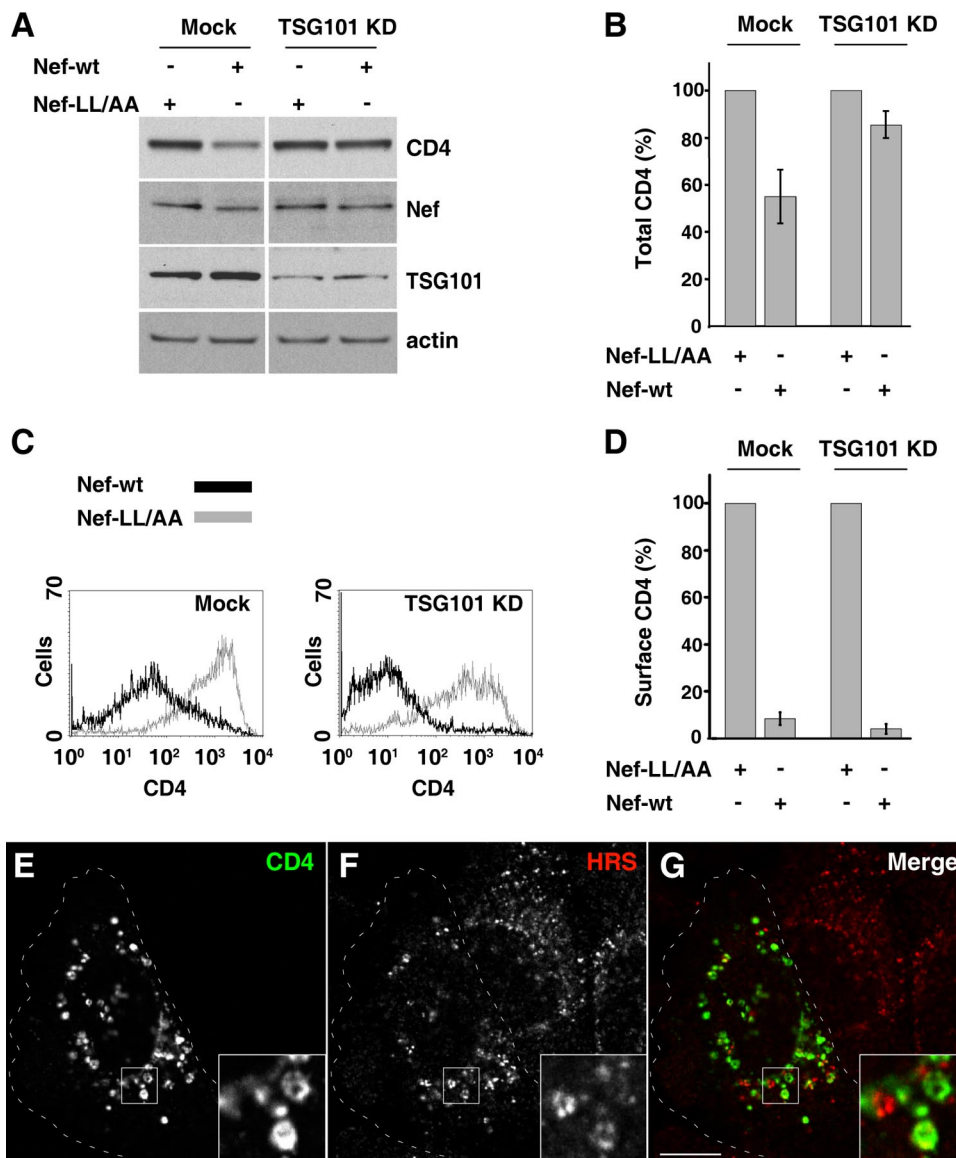 A
Mock TSG101 KD
Nef-wt - + - +
Nef-LL/AA + - + -
CD4
Nef
TSG101
actin
B
Mock TSG101 KD
Total CD4 (%)
100
80
60
40
20
0
Nef-LL/AA + - + -
Nef-wt - + - +
C
Nef-wt
Nef-LL/AA
Mock
Cells
70
0
10⁰ 10¹ 10² 10³ 10⁴
CD4
TSG101 KD
Cells
70
0
10⁰ 10¹ 10² 10³ 10⁴
CD4
D
Mock TSG101 KD
Surface CD4 (%)
100
80
60
40
20
0
Nef-LL/AA + - + -
Nef-wt - + - +
E CD4
F HRS
G Merge